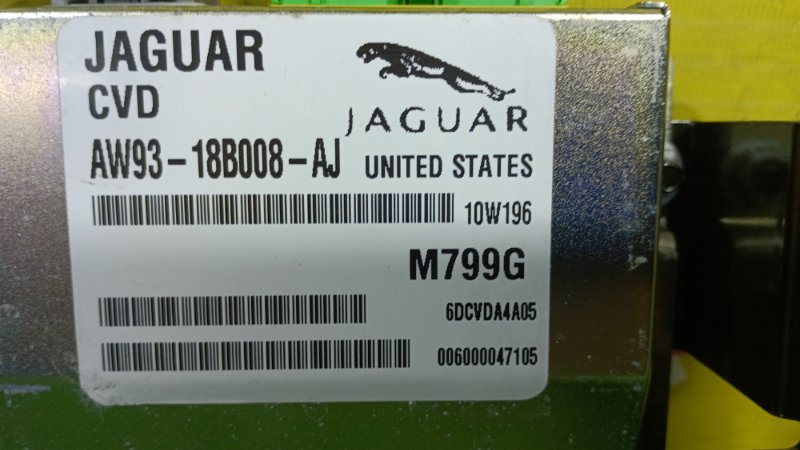 JAGUAR
CVD
JAGUAR
AW93-18B008-AJ UNITED STATES
10W196
M799G
6DCVDA4A05
006000047105